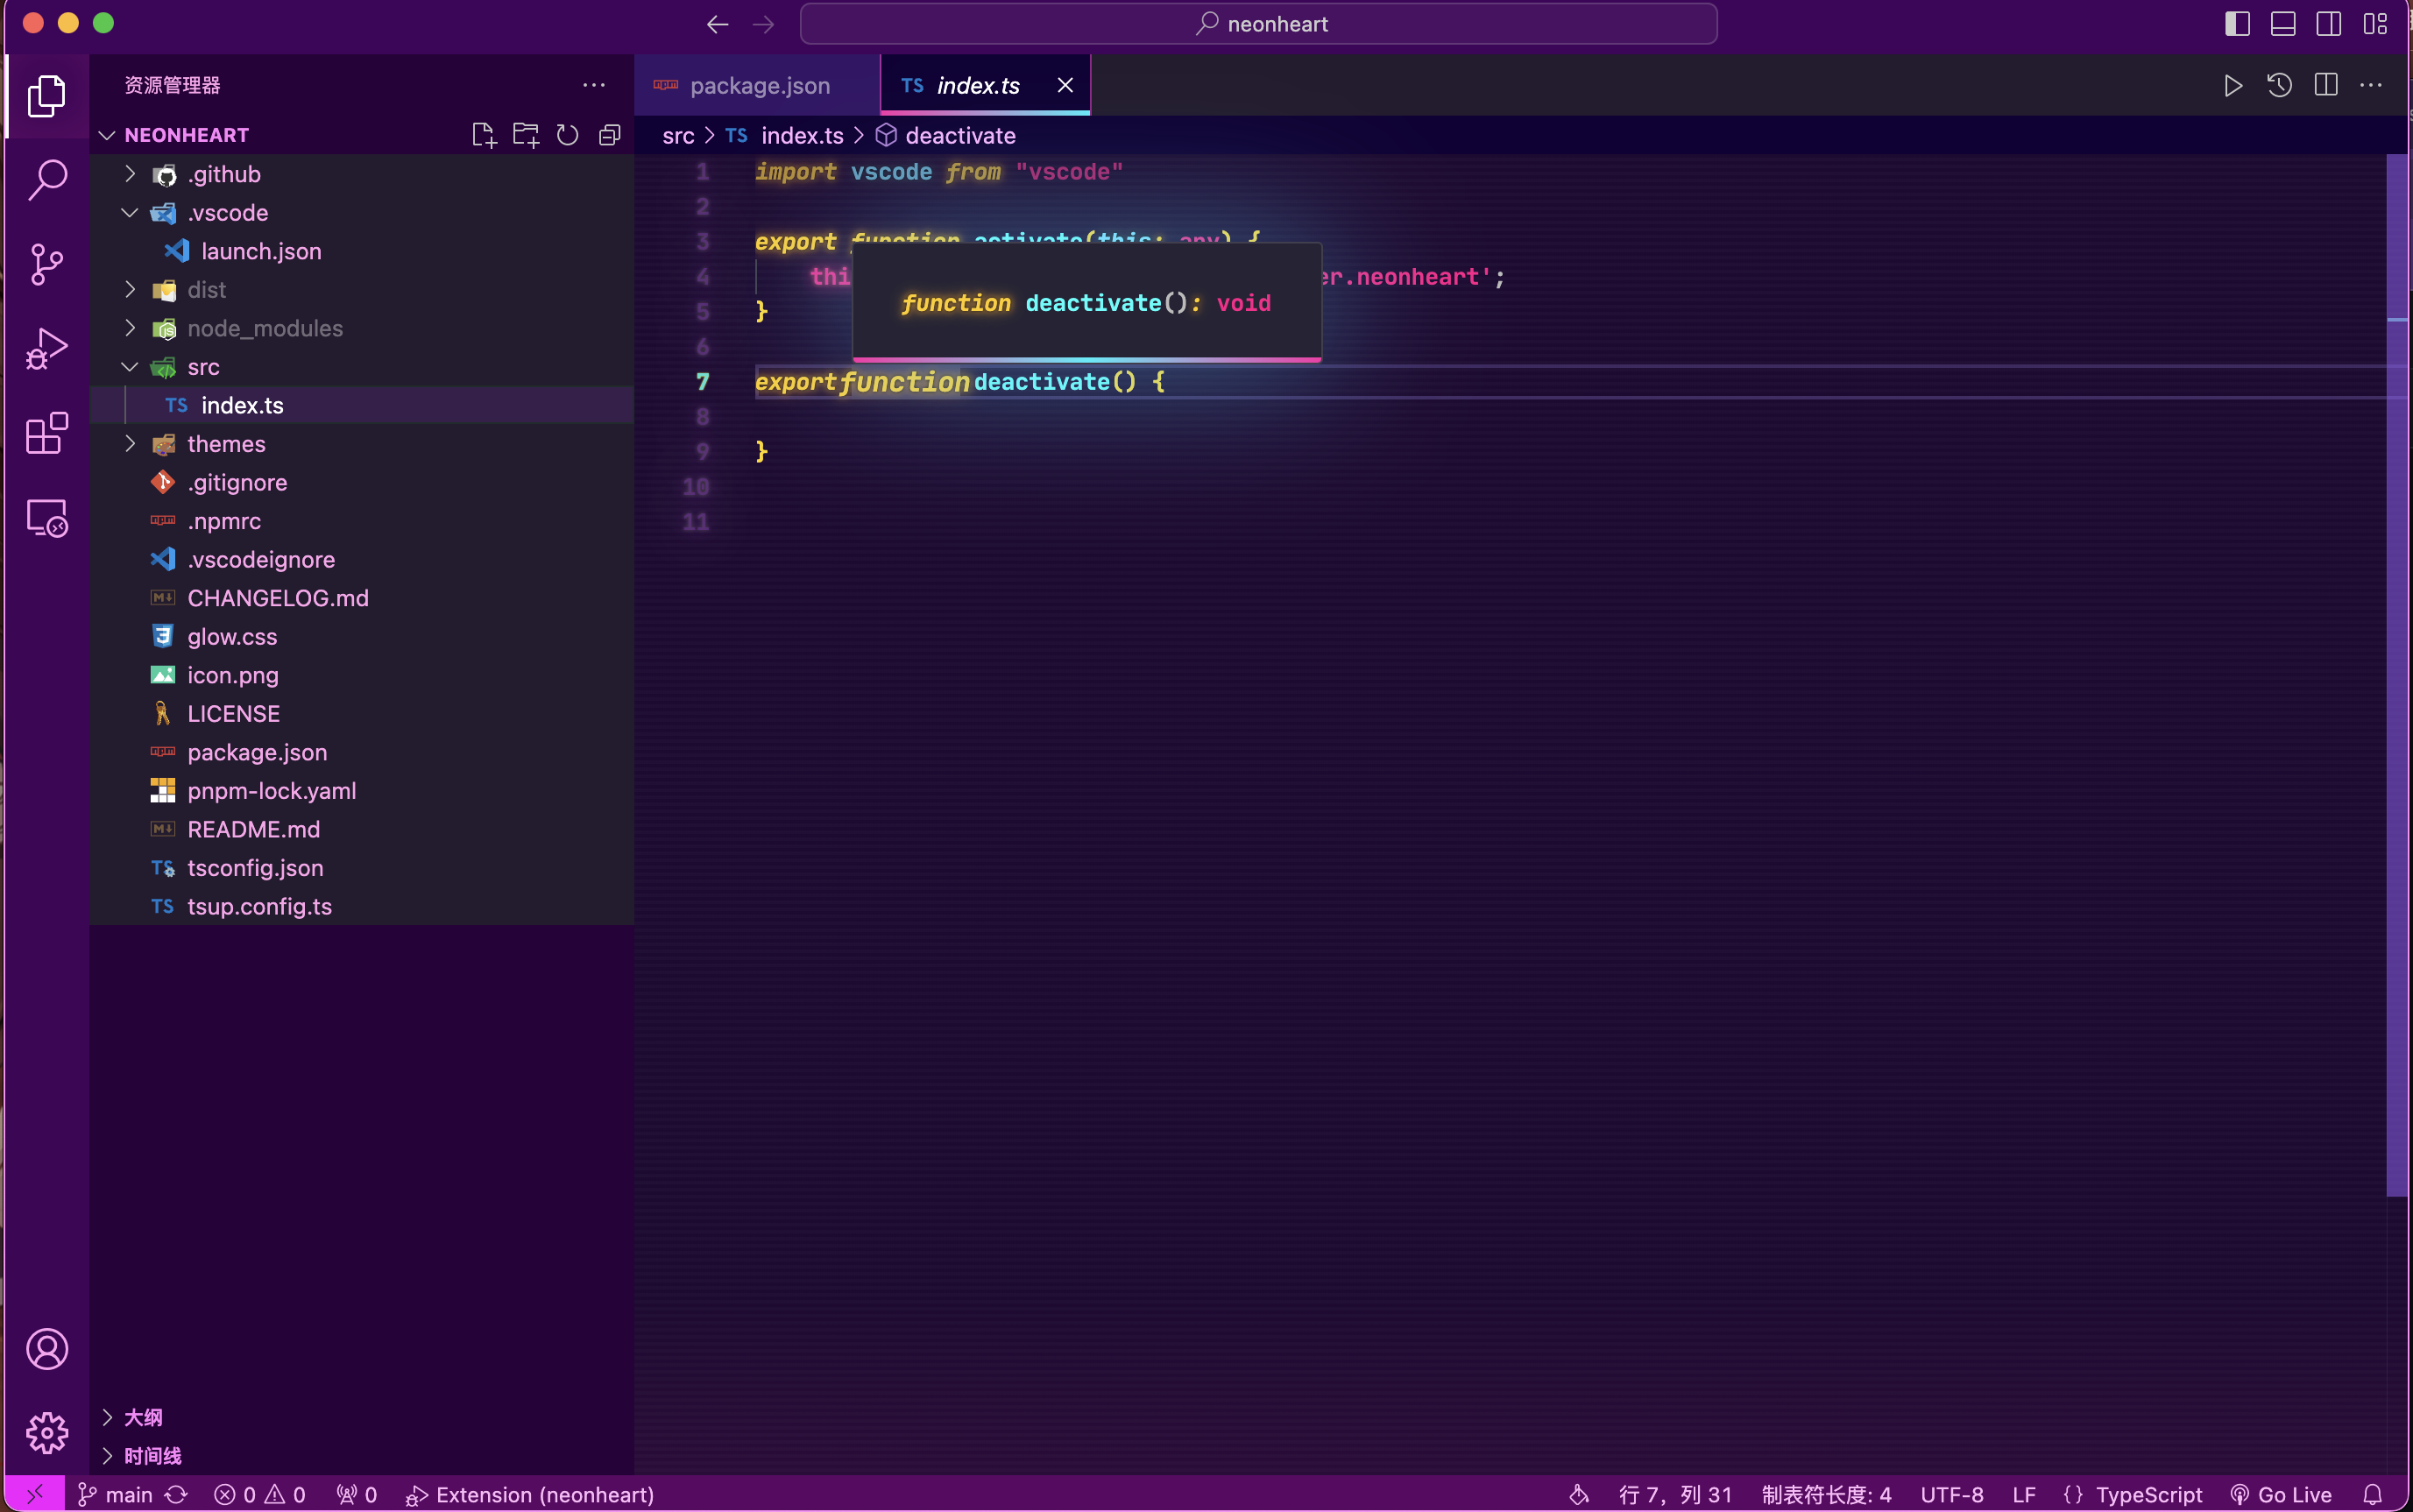 neonheart
资源管理器
NEONHEART
.github
.vscode
launch.json
dist
node_modules
src
TS index.ts
themes
.gitignore
.npmrc
.vscodeignore
CHANGELOG.md
glow.css
icon.png
LICENSE
package.json
pnpm-lock.yaml
README.md
TS tsconfig.json
TS tsup.config.ts
大纲
时间线
package.json
TS index.ts
src > TS index.ts > deactivate
1 import vscode from "vscode"
2
3 export function activate(this: any) {
4 thi er.neonheart';
function deactivate(): void
5 }
6
7 export function deactivate() {
8
9 }
10
11
main 0 0 0 Extension (neonheart) 行 7，列 31 制表符长度: 4 UTF-8 LF {} TypeScript Go Live